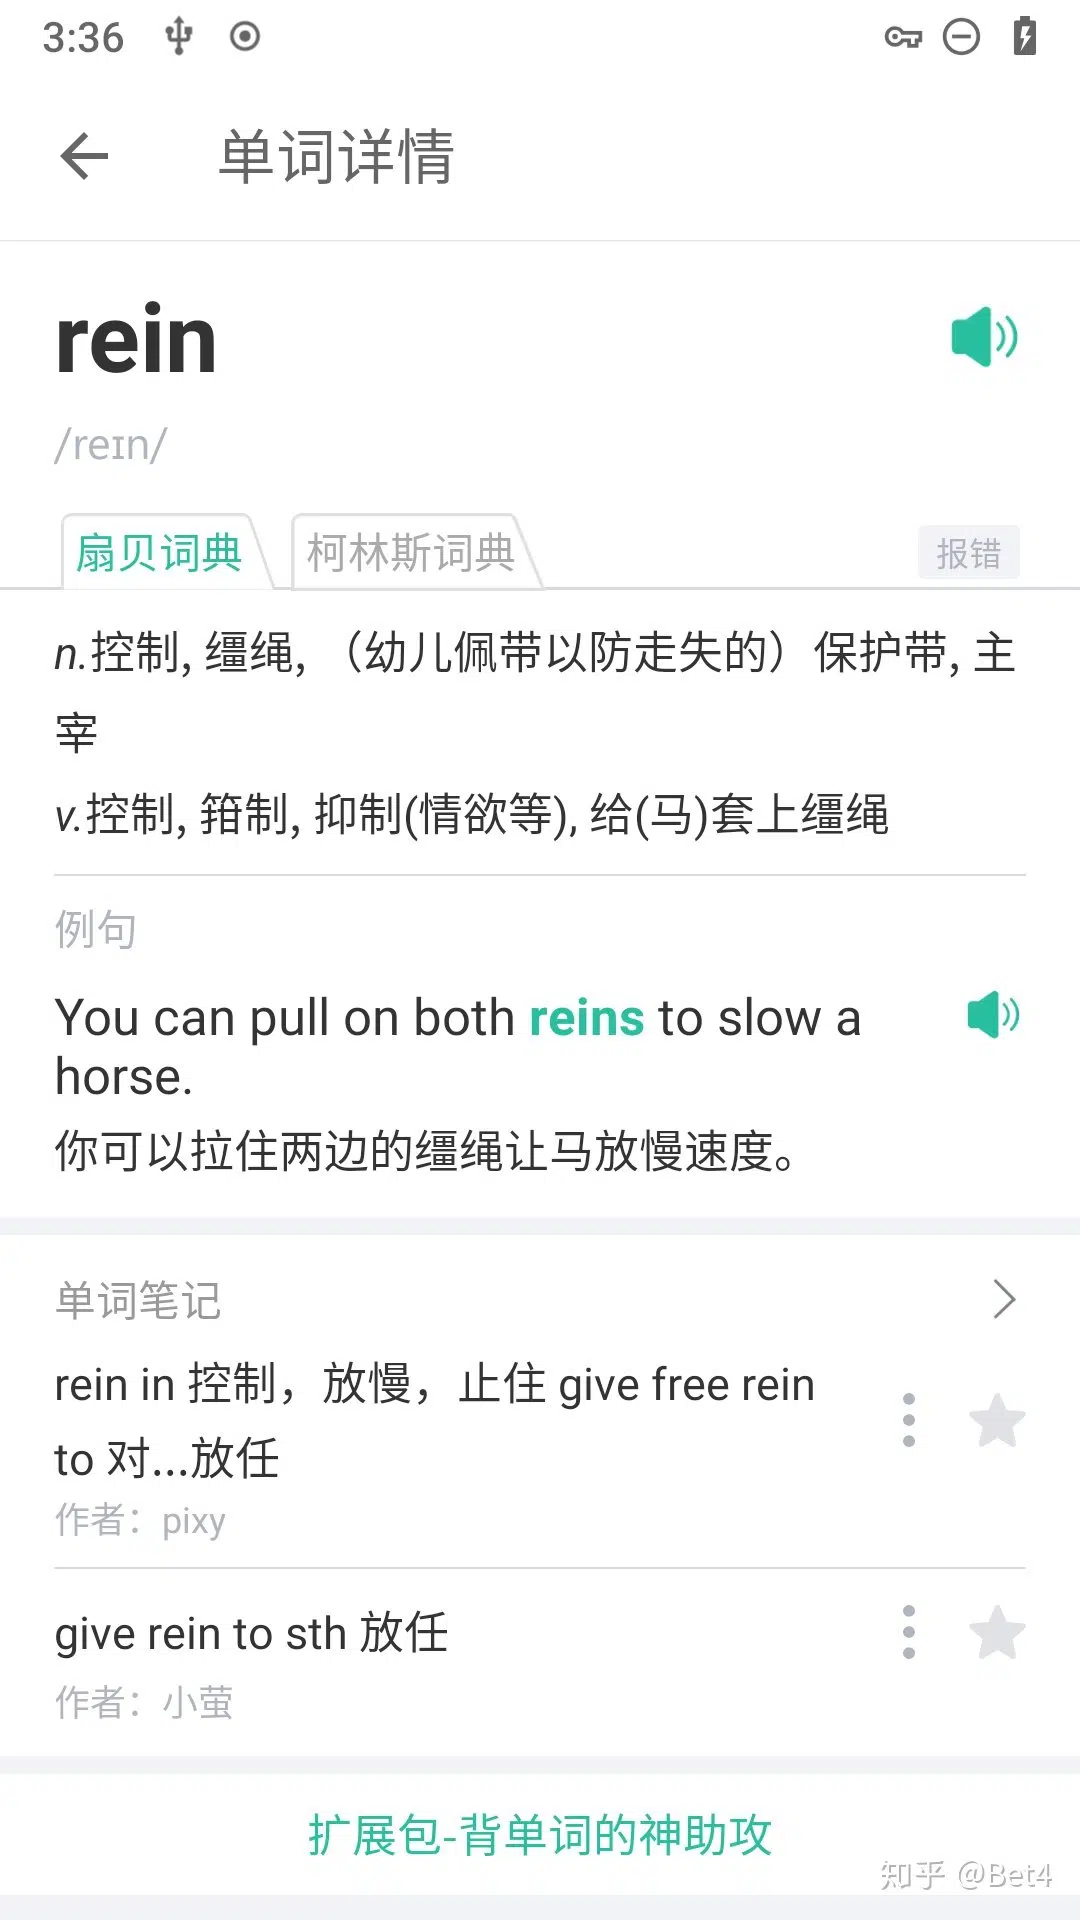 3:36
单词详情
rein
/reɪn/
扇贝词典
柯林斯词典
报错
n.控制, 缰绳, （幼儿佩带以防走失的）保护带, 主
宰
v.控制, 箝制, 抑制(情欲等), 给(马)套上缰绳
例句
You can pull on both reins to slow a
horse.
你可以拉住两边的缰绳让马放慢速度。
单词笔记
rein in 控制，放慢，止住 give free rein
to 对...放任
作者：pixy
give rein to sth 放任
作者：小萤
扩展包-背单词的神助攻
知乎 @Bet4